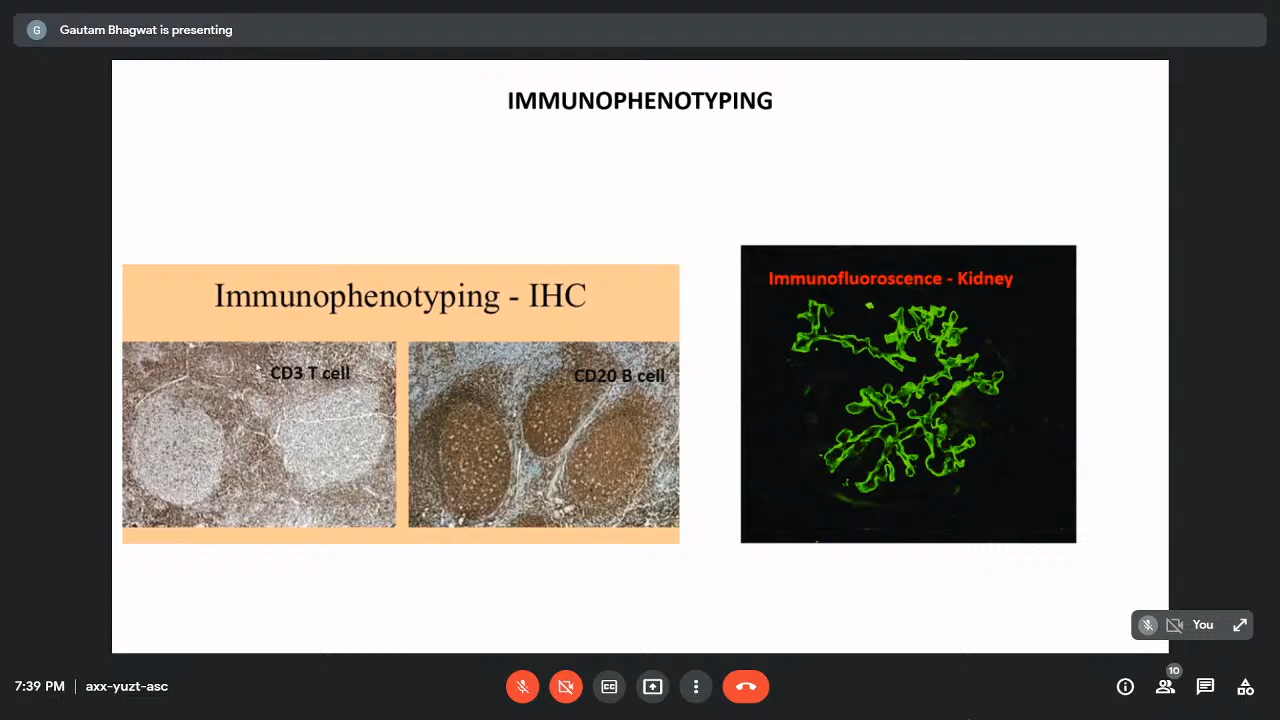 G
Gautam Bhagwat is presenting
IMMUNOPHENOTYPING
Immunophenotyping - IHC
CD3 T cell
CD20 B cell
Immunofluoroscence - Kidney
You
10
7:39 PM | axx-yuzt-asc
CC